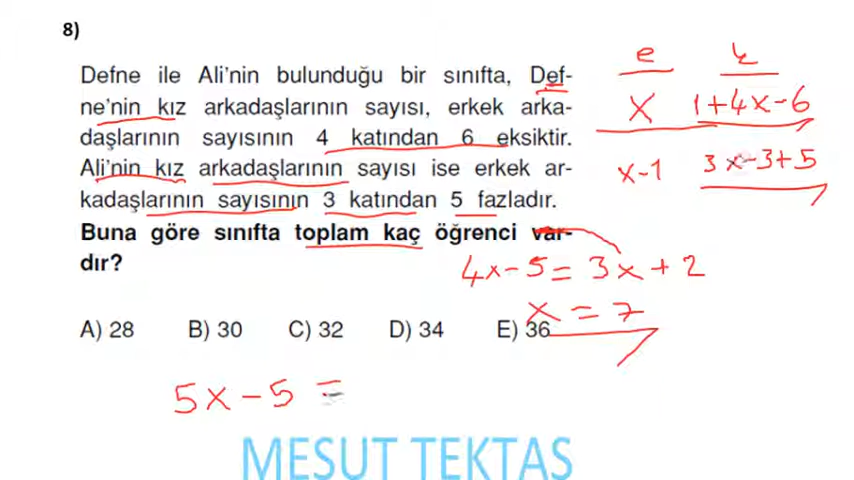 8)
Defne ile Ali'nin bulunduğu bir sınıfta, Def-
ne'nin kız arkadaşlarının sayısı, erkek arka-
daşlarının sayısının 4 katından 6 eksiktir.
Ali'nin kız arkadaşlarının sayısı ise erkek ar-
kadaşlarının sayısının 3 katından 5 fazladır.
Buna göre sınıfta toplam kaç öğrenci var-
dır?
A) 28 B) 30 C) 32 D) 34 E) 36
e k
x 1+4x-6
x-1 3x-3+5
4x-5=3x+2
x=7
5x-5=
MESUT TEKTAS